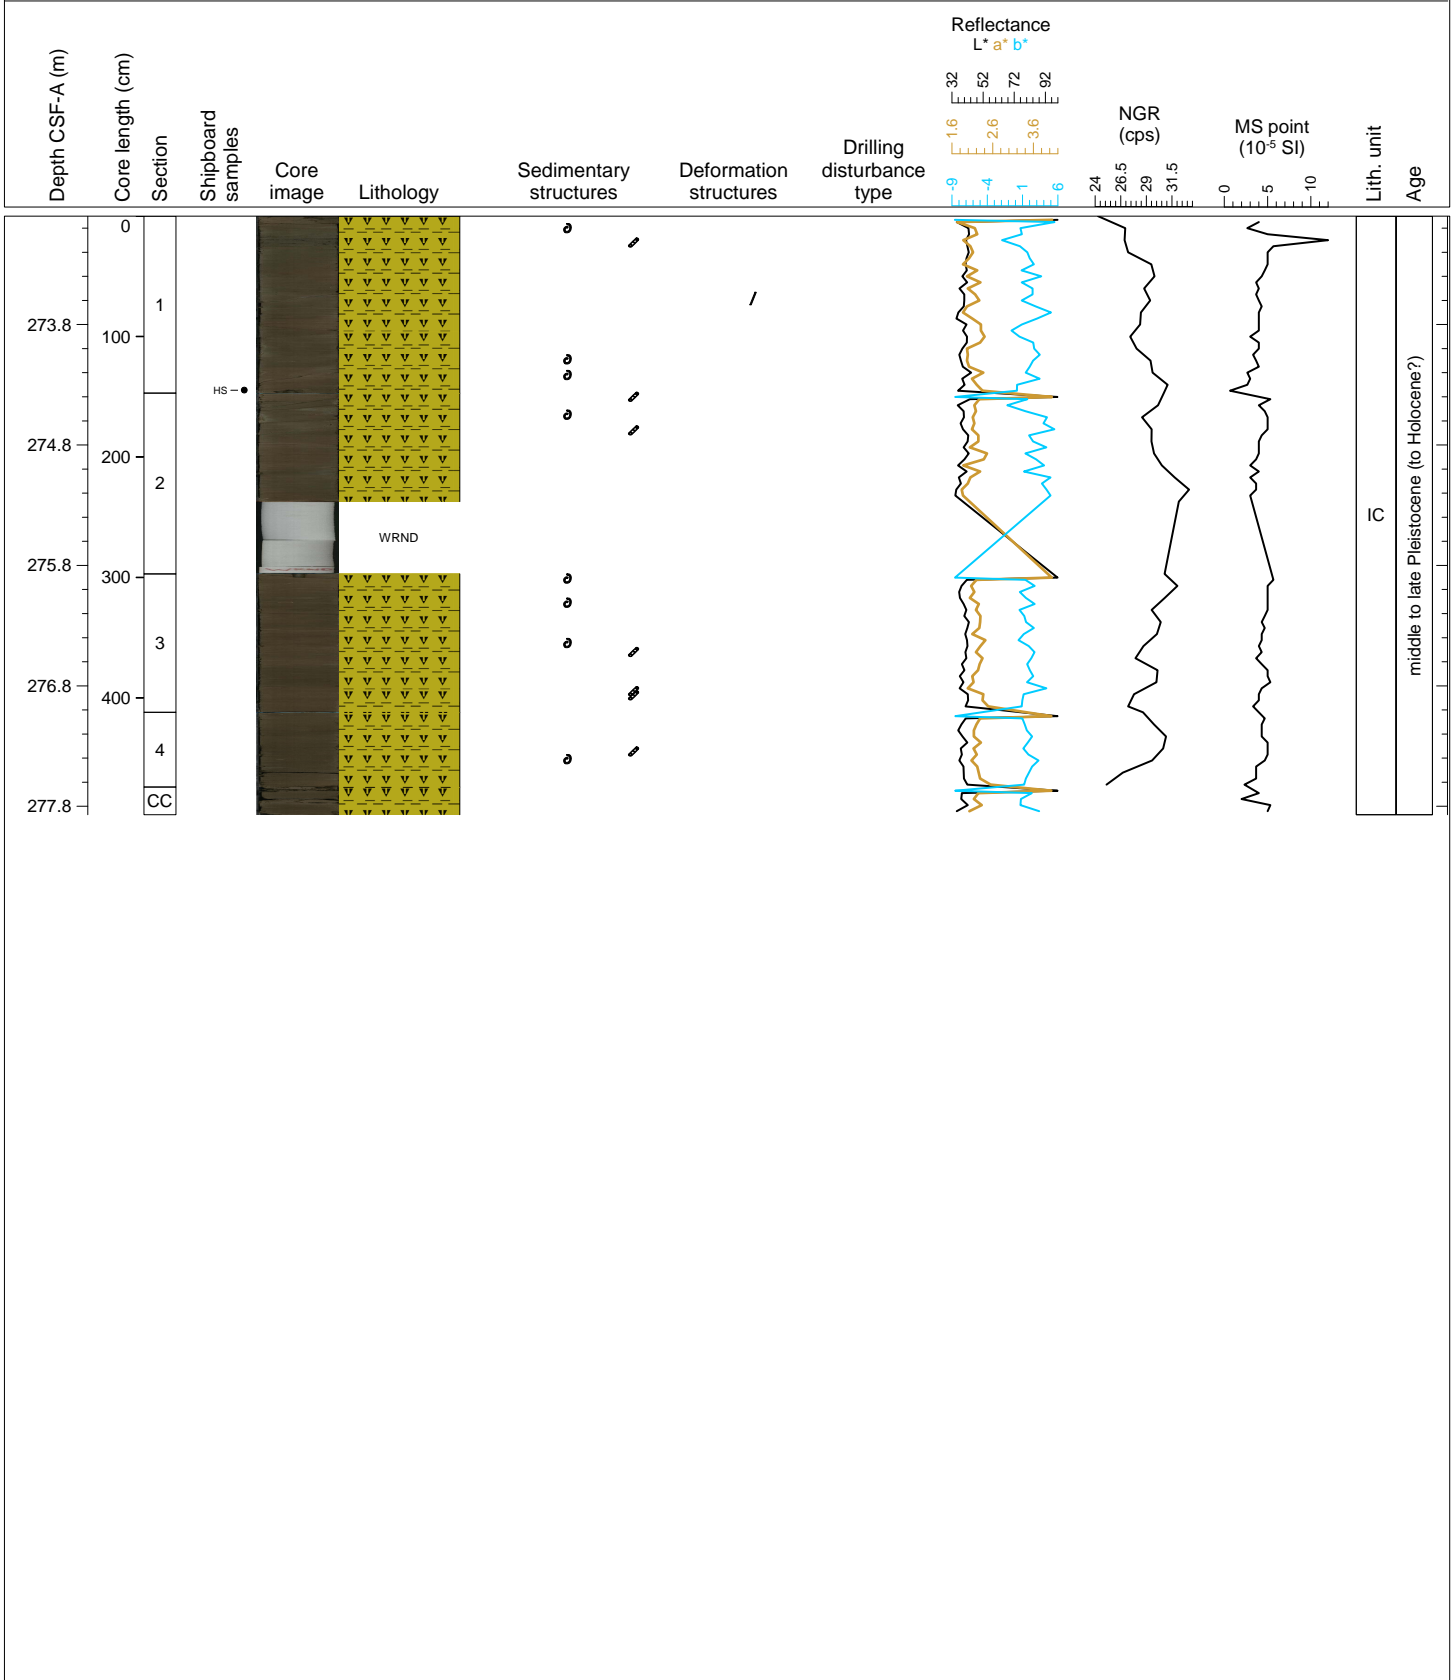 Depth CSF-A (m)
Core length (cm)
Section
Shipboard
samples
Core
image
Lithology
Sedimentary
structures
Deformation
structures
Drilling
disturbance
type
Reflectance
L* a* b*
32 52 72 92
1.6 2.6 3.6
-9 -4 1 6
NGR
(cps)
24 26.5 29 31.5
MS point
(10-5 SI)
0 5 10
Lith. unit
Age
0
1
273.8
100
HS
274.8
200
2
WRND
275.8
300
3
276.8
400
4
CC
277.8
IC
middle to late Pleistocene (to Holocene?)